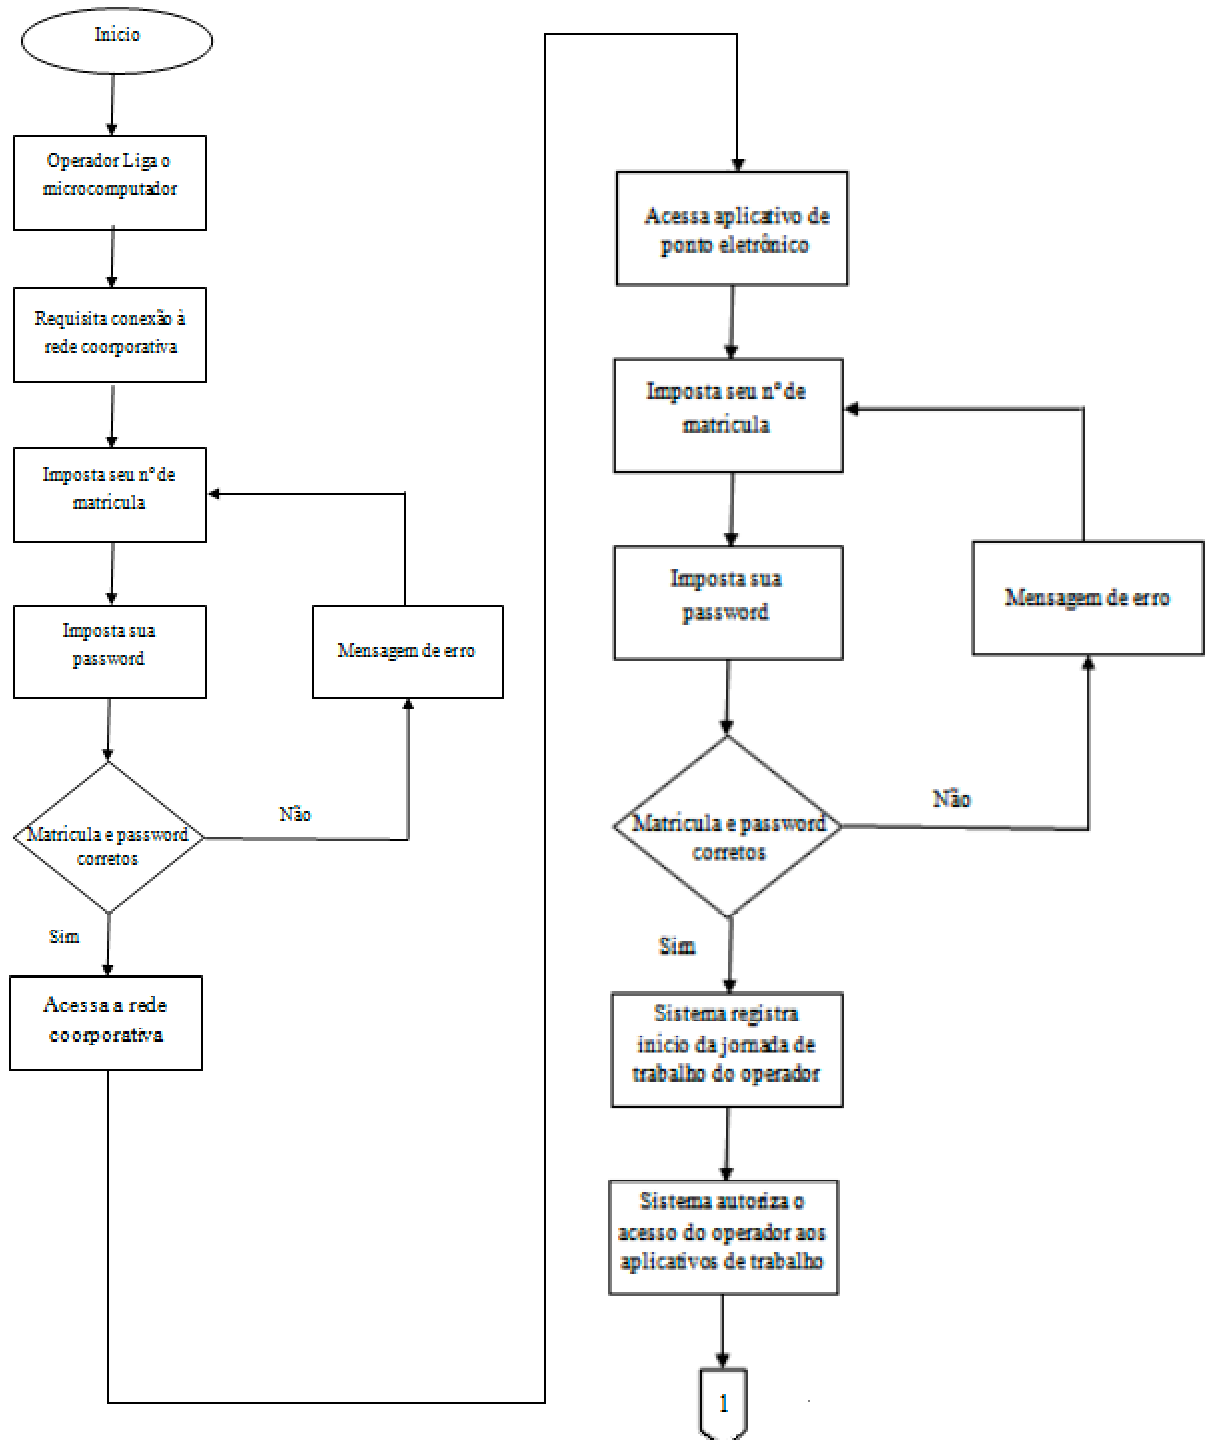 Inicio
Operador Liga o
microcomputador
Requisita conexão à
rede coorporativa
Imposta seu nº de
matricula
Imposta sua
password
Mensagem de erro
Não
Matricula e password
corretos
Sim
Acessa a rede
coorporativa
Acessa aplicativo de
ponto eletrônico
Imposta seu nº de
matricula
Imposta sua
password
Mensagem de erro
Não
Matricula e password
corretos
Sim
Sistema registra
inicio da jornada de
trabalho do operador
Sistema autoriza o
acesso do operador aos
aplicativos de trabalho
1